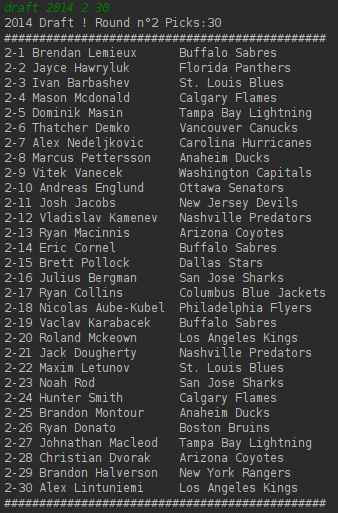 draft 2014 2 30
2014 Draft ! Round n°2 Picks:30
##############################################
2-1 Brendan Lemieux Buffalo Sabres
2-2 Jayce Hawryluk Florida Panthers
2-3 Ivan Barbashev St. Louis Blues
2-4 Mason Mcdonald Calgary Flames
2-5 Dominik Masin Tampa Bay Lightning
2-6 Thatcher Demko Vancouver Canucks
2-7 Alex Nedeljkovic Carolina Hurricanes
2-8 Marcus Pettersson Anaheim Ducks
2-9 Vitek Vanecek Washington Capitals
2-10 Andreas Englund Ottawa Senators
2-11 Josh Jacobs New Jersey Devils
2-12 Vladislav Kamenev Nashville Predators
2-13 Ryan Macinnis Arizona Coyotes
2-14 Eric Cornel Buffalo Sabres
2-15 Brett Pollock Dallas Stars
2-16 Julius Bergman San Jose Sharks
2-17 Ryan Collins Columbus Blue Jackets
2-18 Nicolas Aube-Kubel Philadelphia Flyers
2-19 Vaclav Karabacek Buffalo Sabres
2-20 Roland Mckeown Los Angeles Kings
2-21 Jack Dougherty Nashville Predators
2-22 Maxim Letunov St. Louis Blues
2-23 Noah Rod San Jose Sharks
2-24 Hunter Smith Calgary Flames
2-25 Brandon Montour Anaheim Ducks
2-26 Ryan Donato Boston Bruins
2-27 Johnathan Macleod Tampa Bay Lightning
2-28 Christian Dvorak Arizona Coyotes
2-29 Brandon Halverson New York Rangers
2-30 Alex Lintuniemi Los Angeles Kings
##############################################